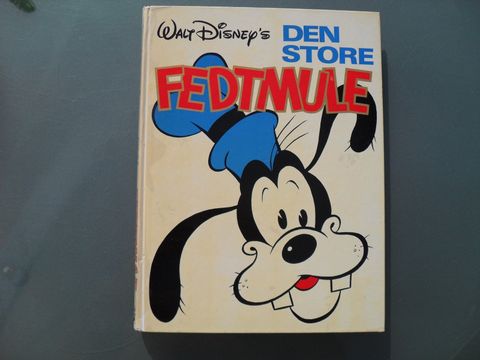 WALT DISNEY'S
DEN
STORE
FEDTMULE